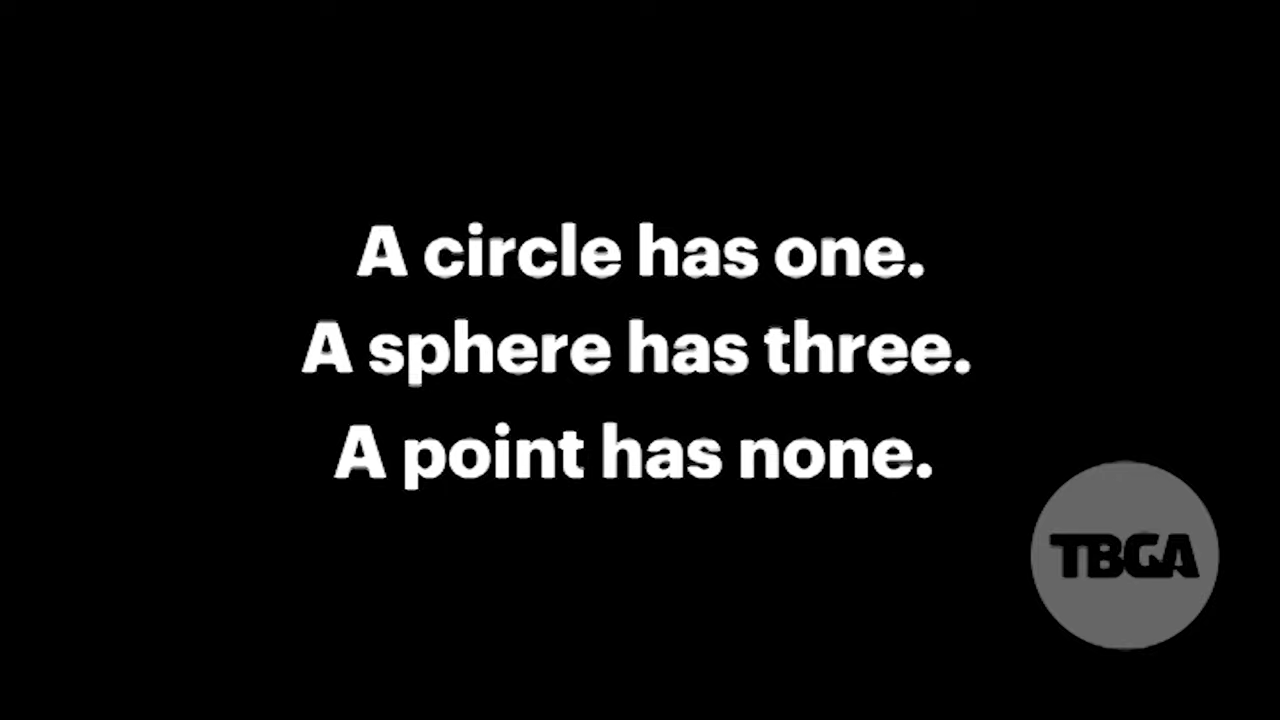 A circle has one.
A sphere has three.
A point has none.
TBGA